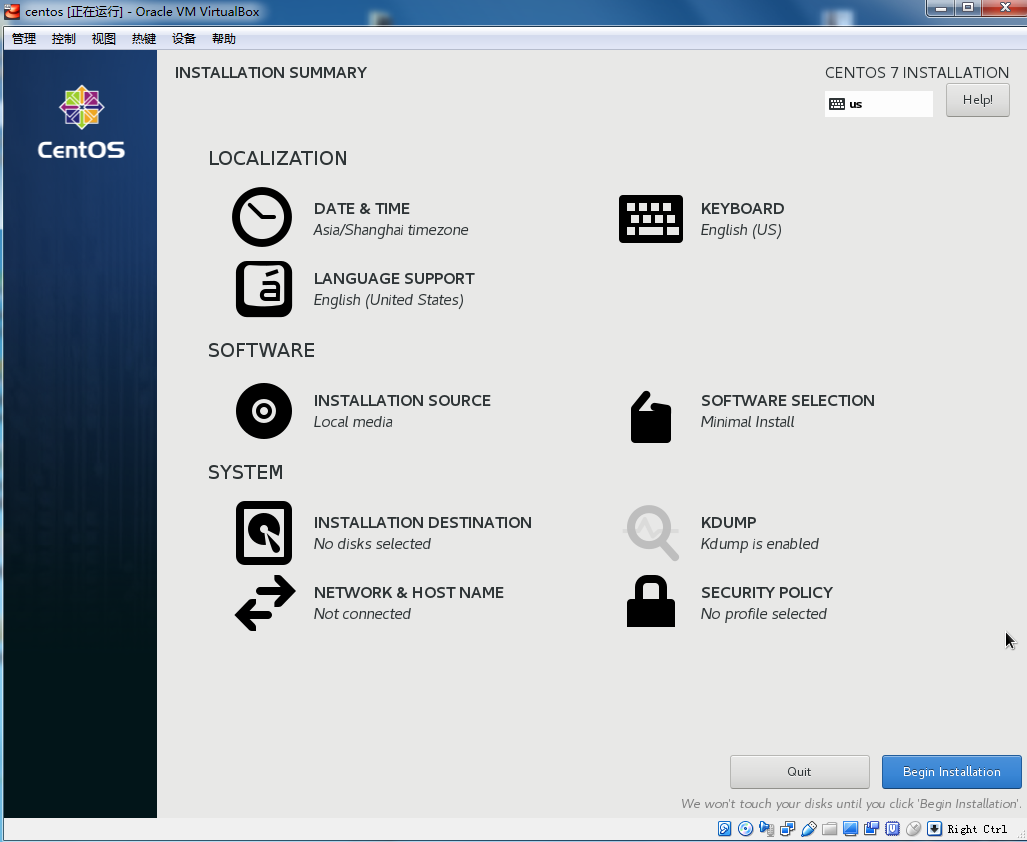 centos [正在运行] - Oracle VM VirtualBox
管理 控制 视图 热键 设备 帮助
INSTALLATION SUMMARY
CENTOS 7 INSTALLATION
us
Help!
CentOS
LOCALIZATION
DATE & TIME
Asia/Shanghai timezone
KEYBOARD
English (US)
á
LANGUAGE SUPPORT
English (United States)
SOFTWARE
INSTALLATION SOURCE
Local media
SOFTWARE SELECTION
Minimal Install
SYSTEM
INSTALLATION DESTINATION
No disks selected
KDUMP
Kdump is enabled
NETWORK & HOST NAME
Not connected
SECURITY POLICY
No profile selected
Quit
Begin Installation
We won't touch your disks until you click 'Begin Installation'.
Right Ctrl